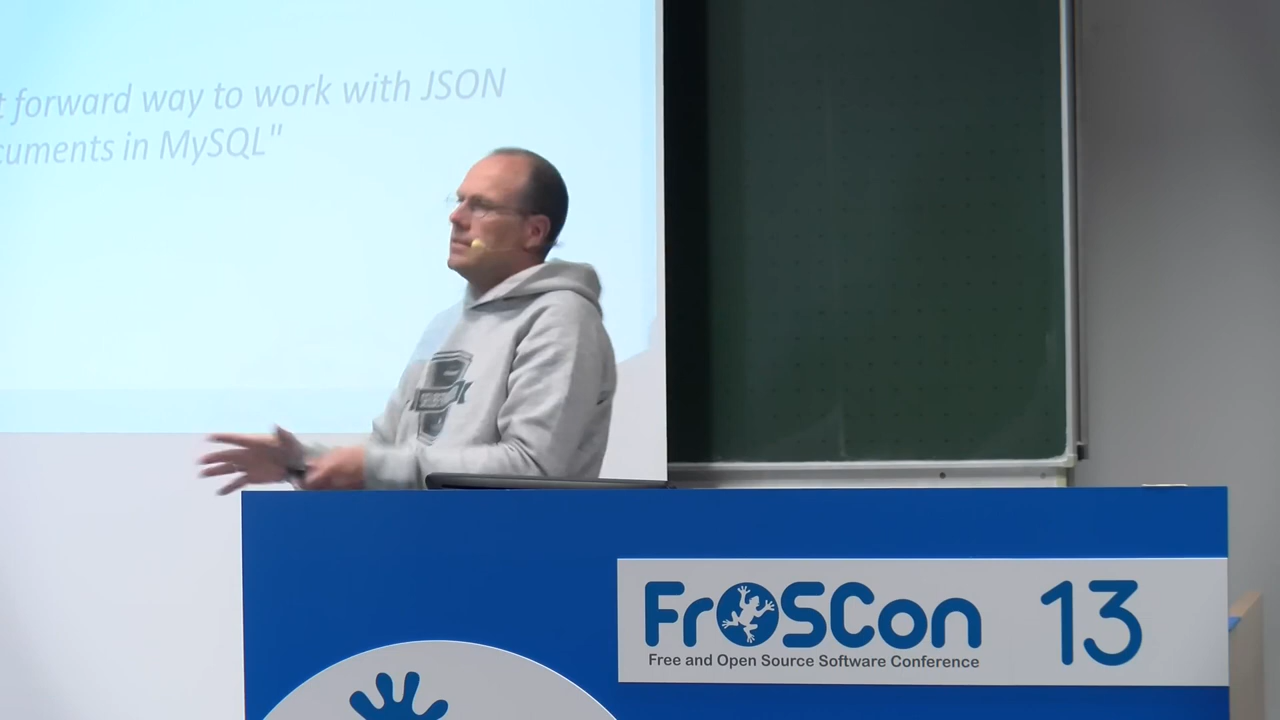 t forward way to work with JSON
cuments in MySQL"
FrOSCon 13
Free and Open Source Software Conference